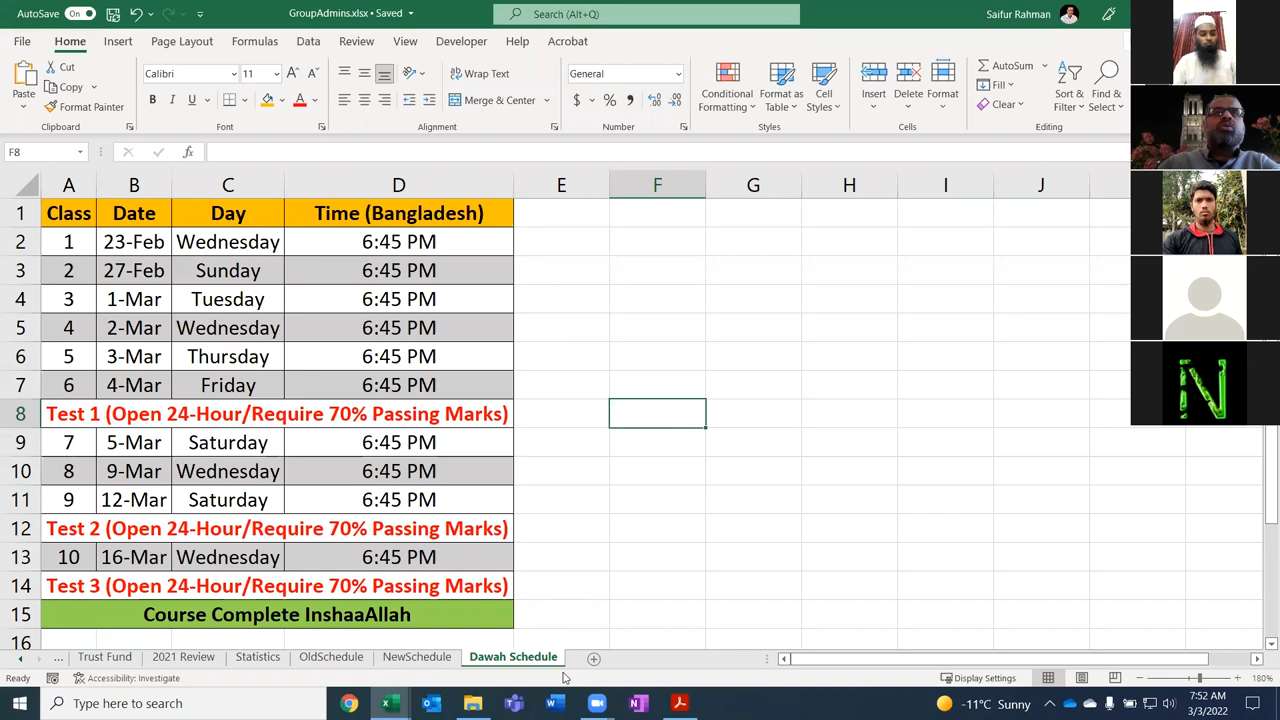 AutoSave On GroupAdmins.xlsx • Saved Search (Alt+Q) Saifur Rahman
File Home Insert Page Layout Formulas Data Review View Developer Help Acrobat
Paste Cut Copy Format Painter Clipboard
Calibri 11 B I U Font
Wrap Text Merge & Center Alignment
General $ % Number
Conditional Formatting Format as Table Cell Styles Styles
Insert Delete Format Cells
AutoSum Fill Clear Sort & Filter Find & Select Editing
F8 fx
A B C D E F G H I J
1 Class Date Day Time (Bangladesh)
2 1 23-Feb Wednesday 6:45 PM
3 2 27-Feb Sunday 6:45 PM
4 3 1-Mar Tuesday 6:45 PM
5 4 2-Mar Wednesday 6:45 PM
6 5 3-Mar Thursday 6:45 PM
7 6 4-Mar Friday 6:45 PM
8 Test 1 (Open 24-Hour/Require 70% Passing Marks)
9 7 5-Mar Saturday 6:45 PM
10 8 9-Mar Wednesday 6:45 PM
11 9 12-Mar Saturday 6:45 PM
12 Test 2 (Open 24-Hour/Require 70% Passing Marks)
13 10 16-Mar Wednesday 6:45 PM
14 Test 3 (Open 24-Hour/Require 70% Passing Marks)
15 Course Complete InshaaAllah
16
... Trust Fund 2021 Review Statistics OldSchedule NewSchedule Dawah Schedule
Accessibility: Investigate Display Settings 180%
Type here to search -11°C Sunny 7:52 AM
3/3/2022
N